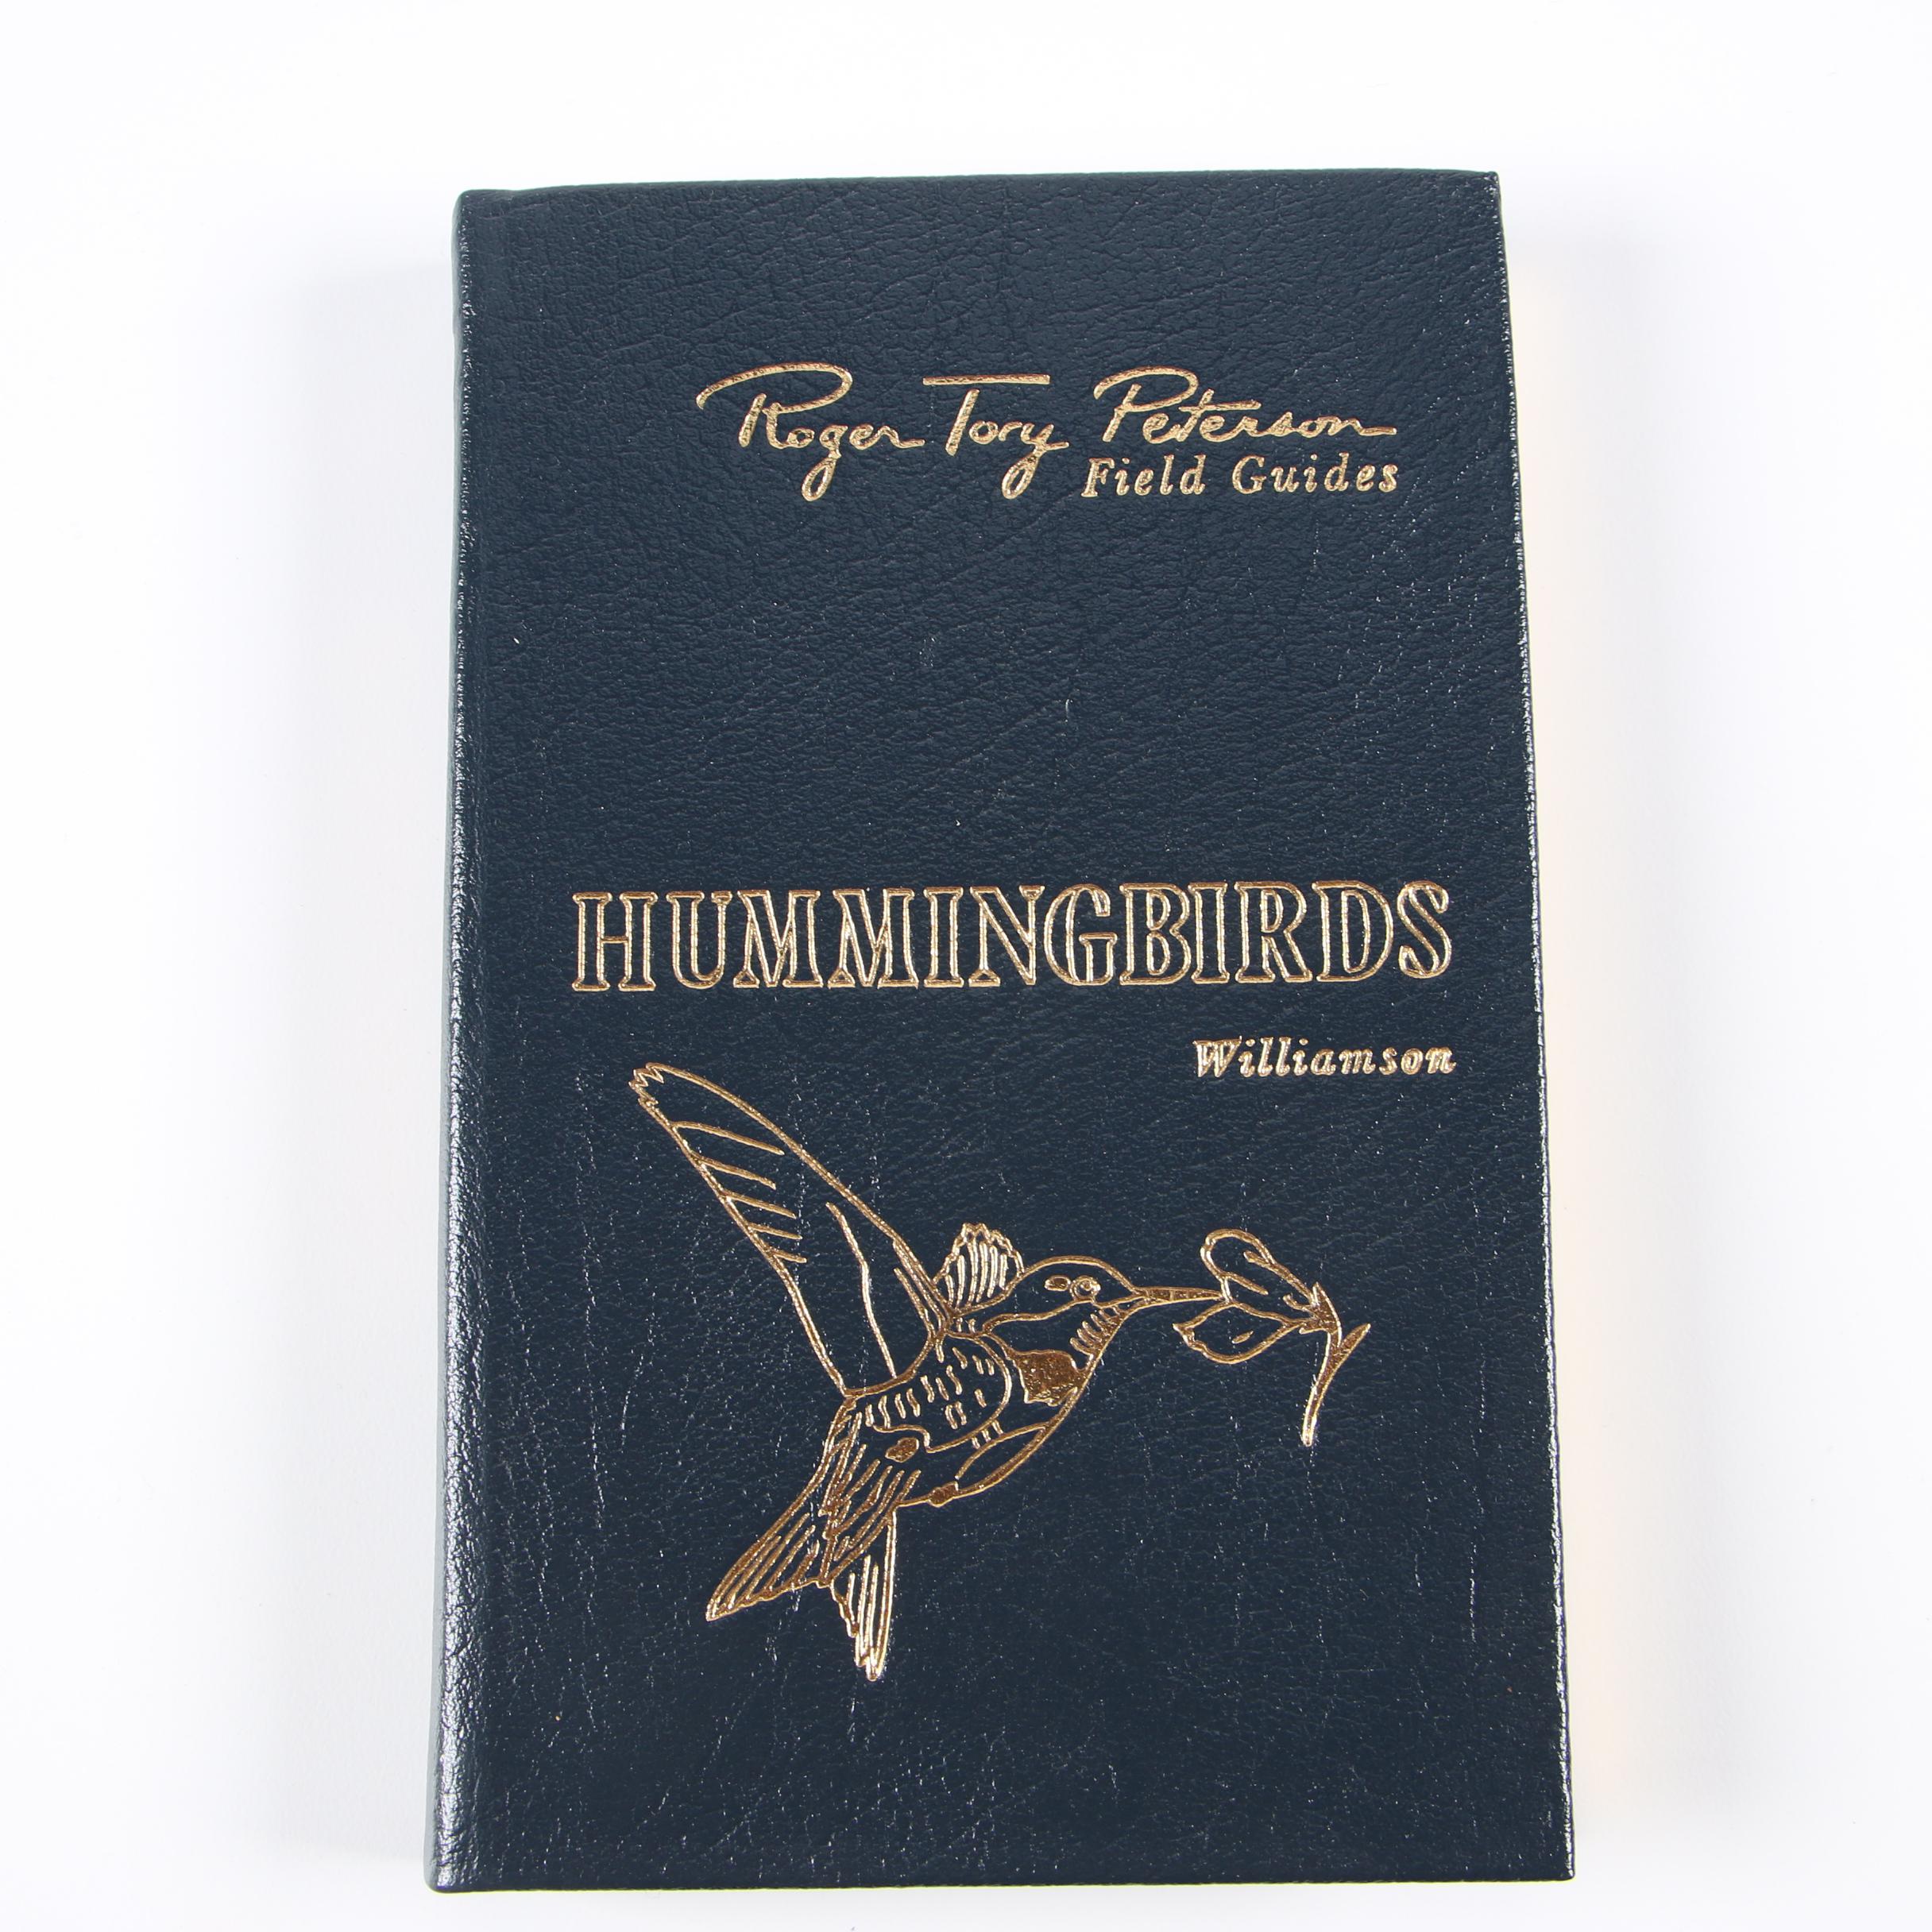 Roger Tory Peterson
Field Guides
HUMMINGBIRDS
Williamson